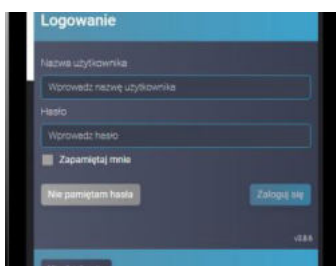 Logowanie
Nazwa użytkownika
Wprowadź nazwę użytkownika
Hasło
Wprowadź hasło
Zapamiętaj mnie
Nie pamiętam hasła
Zaloguj się